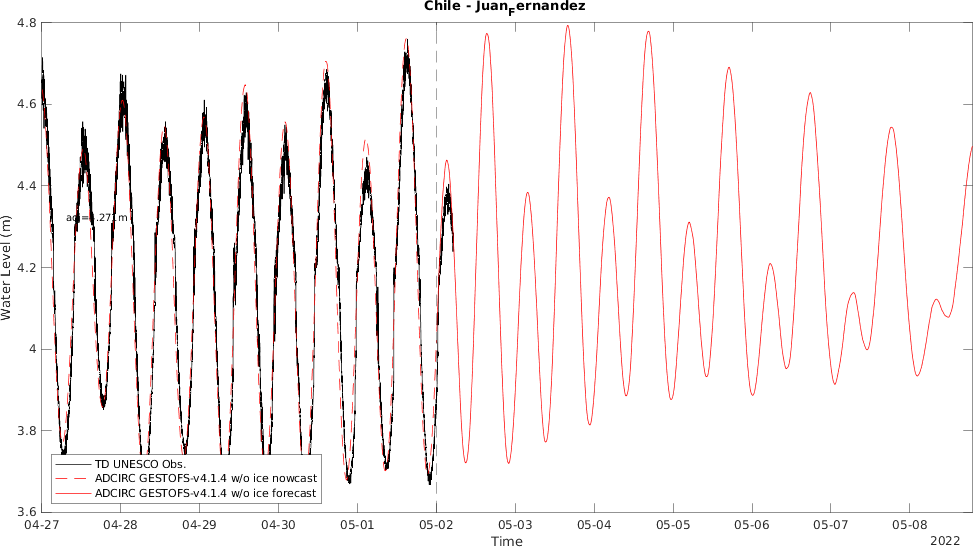 Chile - JuanFernandez
4.8
4.6
4.4
4.2
4
3.8
3.6
Water Level (m)
TD UNESCO Obs.
ADCIRC GESTOFS-v4.1.4 w/o ice nowcast
ADCIRC GESTOFS-v4.1.4 w/o ice forecast
04-27 04-28 04-29 04-30 05-01 05-02 05-03 05-04 05-05 05-06 05-07 05-08
Time
2022